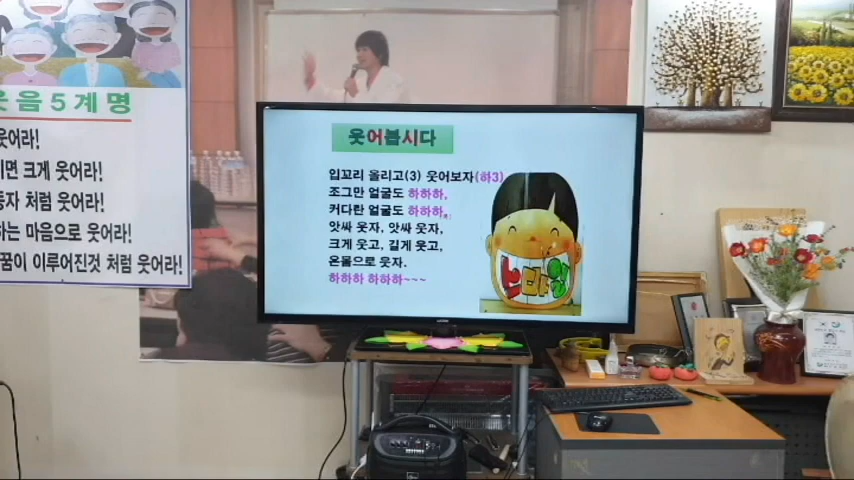 웃음5계명
웃어라!
이면 크게 웃어라!
동자 처럼 웃어라!
하는 마음으로 웃어라!
꿈이 이루어진것 처럼 웃어라!
웃어봅시다
입꼬리 올리고(3) 웃어보자(하3)
조그만 얼굴도 하하하,
커다란 얼굴도 하하하,
앗싸 웃자, 앗싸 웃자,
크게 웃고, 길게 웃고,
온몸으로 웃자.
하하하 하하하~~~